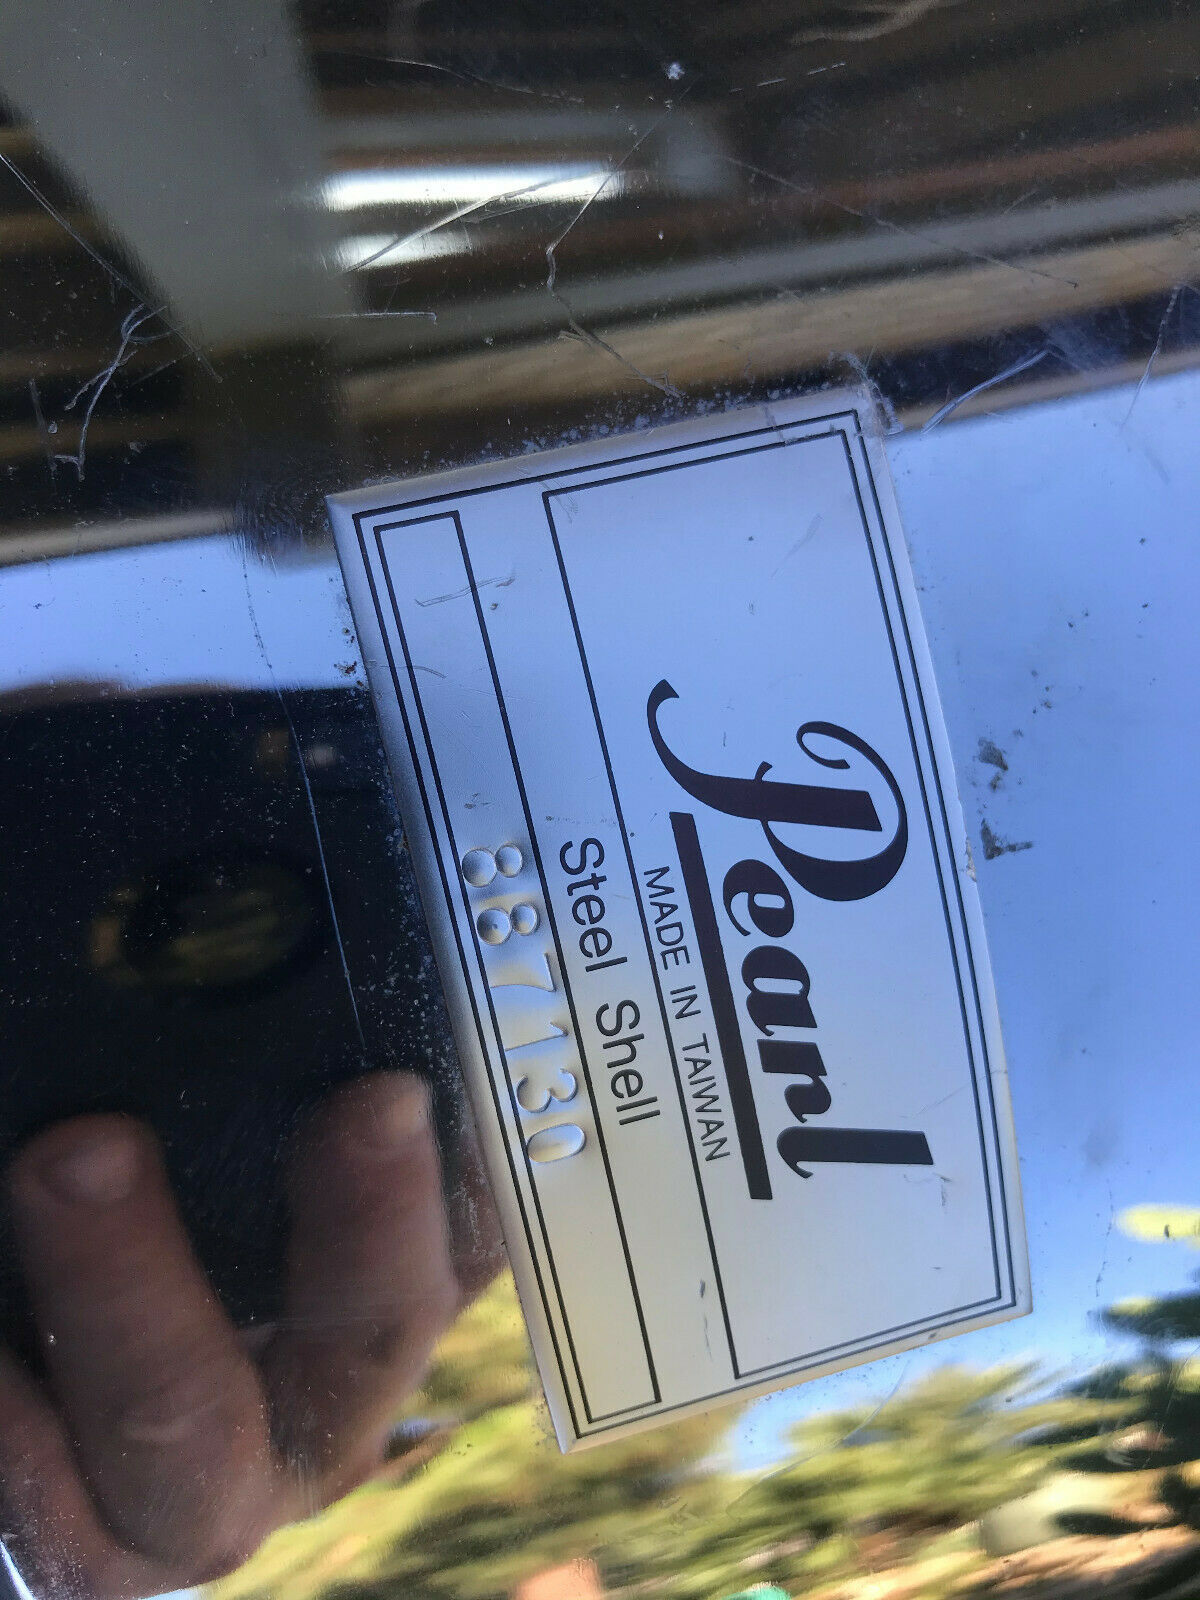 Pearl
MADE IN TAIWAN
Steel Shell
887130